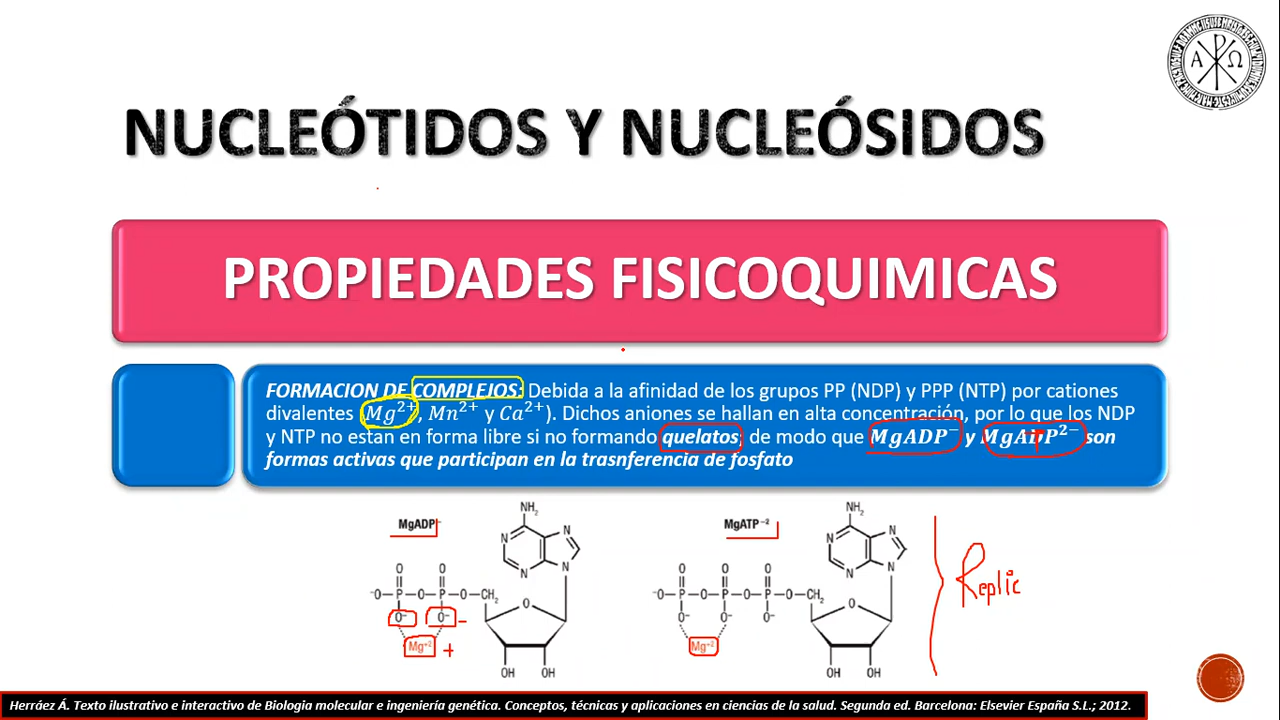 NUCLEÓTIDOS Y NUCLEÓSIDOS
PROPIEDADES FISICOQUIMICAS
FORMACION DE COMPLEJOS: Debida a la afinidad de los grupos PP (NDP) y PPP (NTP) por cationes
divalentes (Mg²⁺, Mn²⁺ y Ca²⁺). Dichos aniones se hallan en alta concentración, por lo que los NDP
y NTP no estan en forma libre si no formando quelatos, de modo que MgADP⁻ y MgATP²⁻ son
formas activas que participan en la trasnferencia de fosfato
MgADP⁻
MgATP⁻²
NH₂
NH₂
N
N
N
N
N
N
N
N
O
O
O
O
O
⁻O
P
O
P
O
CH₂
O
⁻O
P
O
P
O
P
O
CH₂
O
O⁻
O⁻
-
O⁻
O⁻
O⁻
Mg⁺²
+
Mg⁺²
OH
OH
OH
OH
Replic
A
P
Ω
Herráez Á. Texto ilustrativo e interactivo de Biologia molecular e ingeniería genética. Conceptos, técnicas y aplicaciones en ciencias de la salud. Segunda ed. Barcelona: Elsevier España S.L.; 2012.